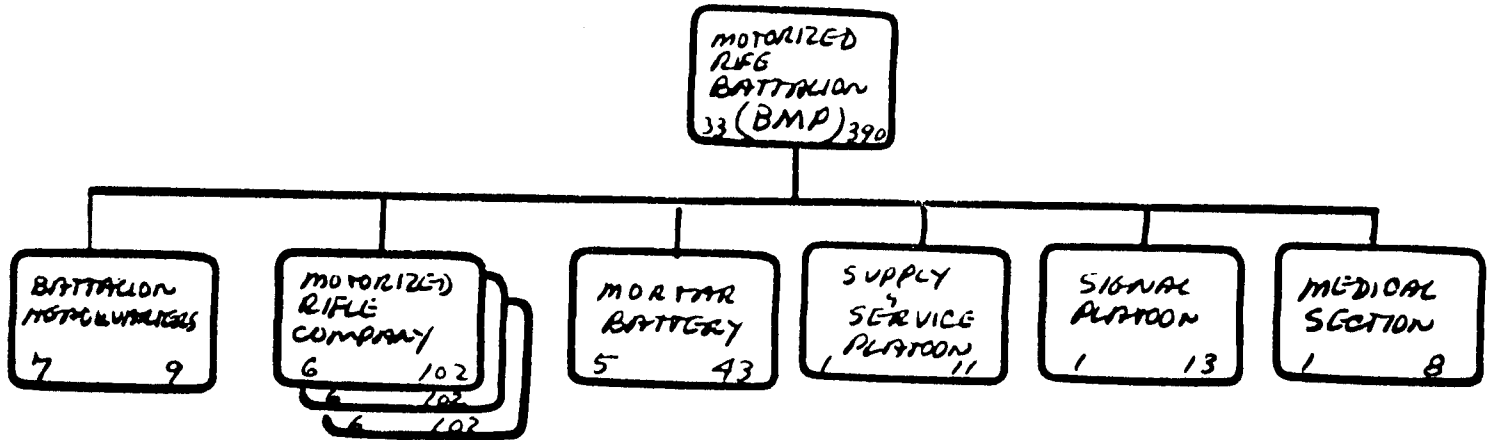 MOTORIZED
RIFE
BATTALION
33 (BMP) 390
BATTALION
HEADQUARTERS
7 9
MOTORIZED
RIFLE
COMPANY
6 102
6 102
6 102
MORTAR
BATTERY
5 43
SUPPLY
&
SERVICE
PLATOON
1 11
SIGNAL
PLATOON
1 13
MEDICAL
SECTION
1 8